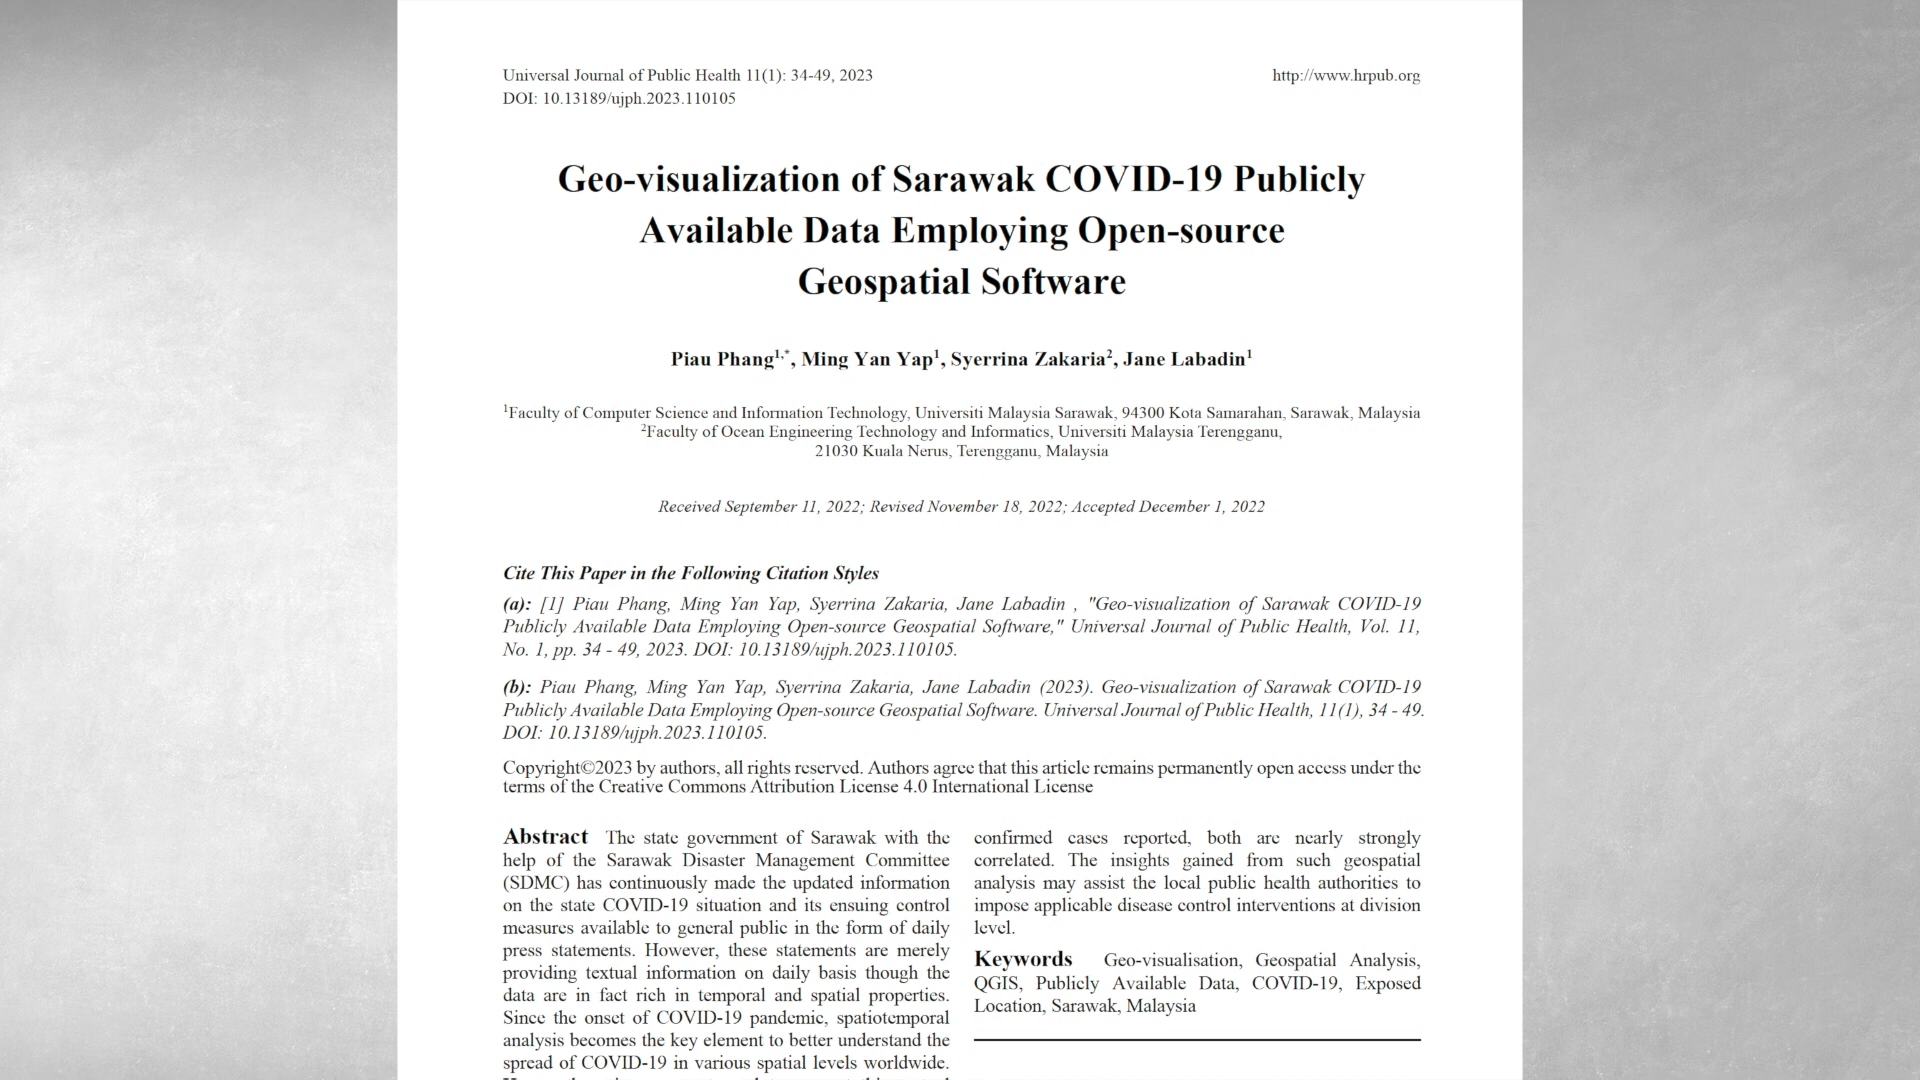 Universal Journal of Public Health 11(1): 34-49, 2023
http://www.hrpub.org
DOI: 10.13189/ujph.2023.110105
Geo-visualization of Sarawak COVID-19 Publicly
Available Data Employing Open-source
Geospatial Software
Piau Phang1,*, Ming Yan Yap1, Syerrina Zakaria2, Jane Labadin1
1Faculty of Computer Science and Information Technology, Universiti Malaysia Sarawak, 94300 Kota Samarahan, Sarawak, Malaysia
2Faculty of Ocean Engineering Technology and Informatics, Universiti Malaysia Terengganu,
21030 Kuala Nerus, Terengganu, Malaysia
Received September 11, 2022; Revised November 18, 2022; Accepted December 1, 2022
Cite This Paper in the Following Citation Styles
(a): [1] Piau Phang, Ming Yan Yap, Syerrina Zakaria, Jane Labadin , "Geo-visualization of Sarawak COVID-19
Publicly Available Data Employing Open-source Geospatial Software," Universal Journal of Public Health, Vol. 11,
No. 1, pp. 34 - 49, 2023. DOI: 10.13189/ujph.2023.110105.
(b): Piau Phang, Ming Yan Yap, Syerrina Zakaria, Jane Labadin (2023). Geo-visualization of Sarawak COVID-19
Publicly Available Data Employing Open-source Geospatial Software. Universal Journal of Public Health, 11(1), 34 - 49.
DOI: 10.13189/ujph.2023.110105.
Copyright©2023 by authors, all rights reserved. Authors agree that this article remains permanently open access under the
terms of the Creative Commons Attribution License 4.0 International License
Abstract The state government of Sarawak with the
help of the Sarawak Disaster Management Committee
(SDMC) has continuously made the updated information
on the state COVID-19 situation and its ensuing control
measures available to general public in the form of daily
press statements. However, these statements are merely
providing textual information on daily basis though the
data are in fact rich in temporal and spatial properties.
Since the onset of COVID-19 pandemic, spatiotemporal
analysis becomes the key element to better understand the
spread of COVID-19 in various spatial levels worldwide.
confirmed cases reported, both are nearly strongly
correlated. The insights gained from such geospatial
analysis may assist the local public health authorities to
impose applicable disease control interventions at division
level.
Keywords Geo-visualisation, Geospatial Analysis,
QGIS, Publicly Available Data, COVID-19, Exposed
Location, Sarawak, Malaysia